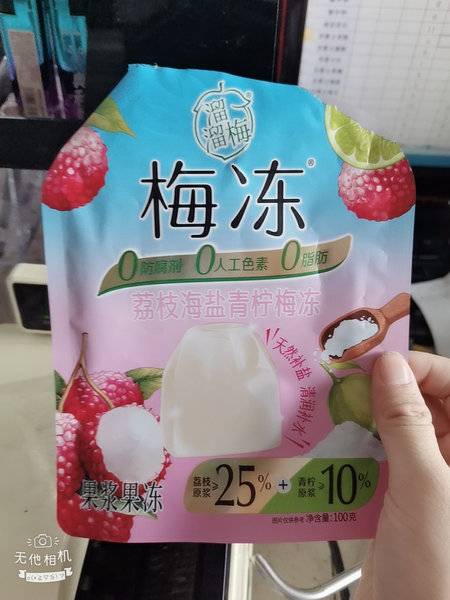 溜溜梅®
梅冻®
0防腐剂 0人工色素 0脂肪
荔枝海盐青柠梅冻
天然补盐 清润补水
果浆果冻
荔枝原浆≥25% + 青柠原浆≥10%
图片仅供参考 净含量:100克
无他相机